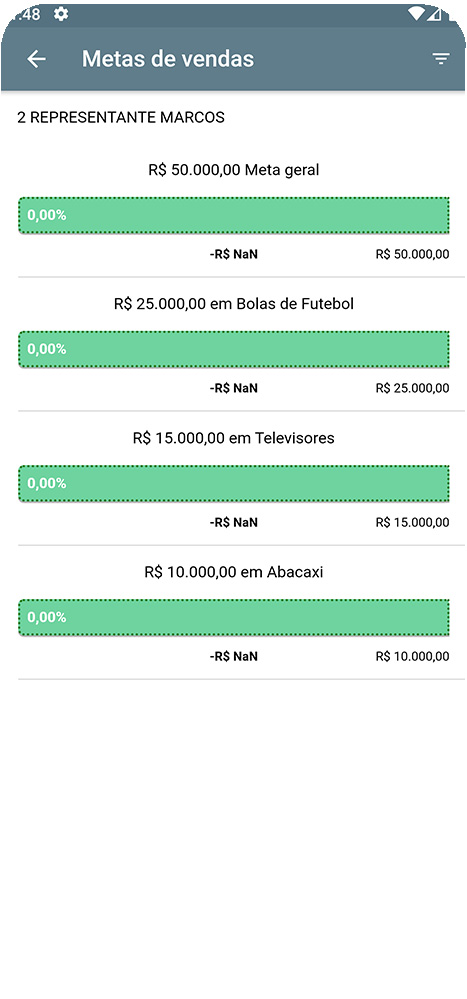 :48
Metas de vendas
2 REPRESENTANTE MARCOS
R$ 50.000,00 Meta geral
0,00%
-R$ NaN R$ 50.000,00
R$ 25.000,00 em Bolas de Futebol
0,00%
-R$ NaN R$ 25.000,00
R$ 15.000,00 em Televisores
0,00%
-R$ NaN R$ 15.000,00
R$ 10.000,00 em Abacaxi
0,00%
-R$ NaN R$ 10.000,00